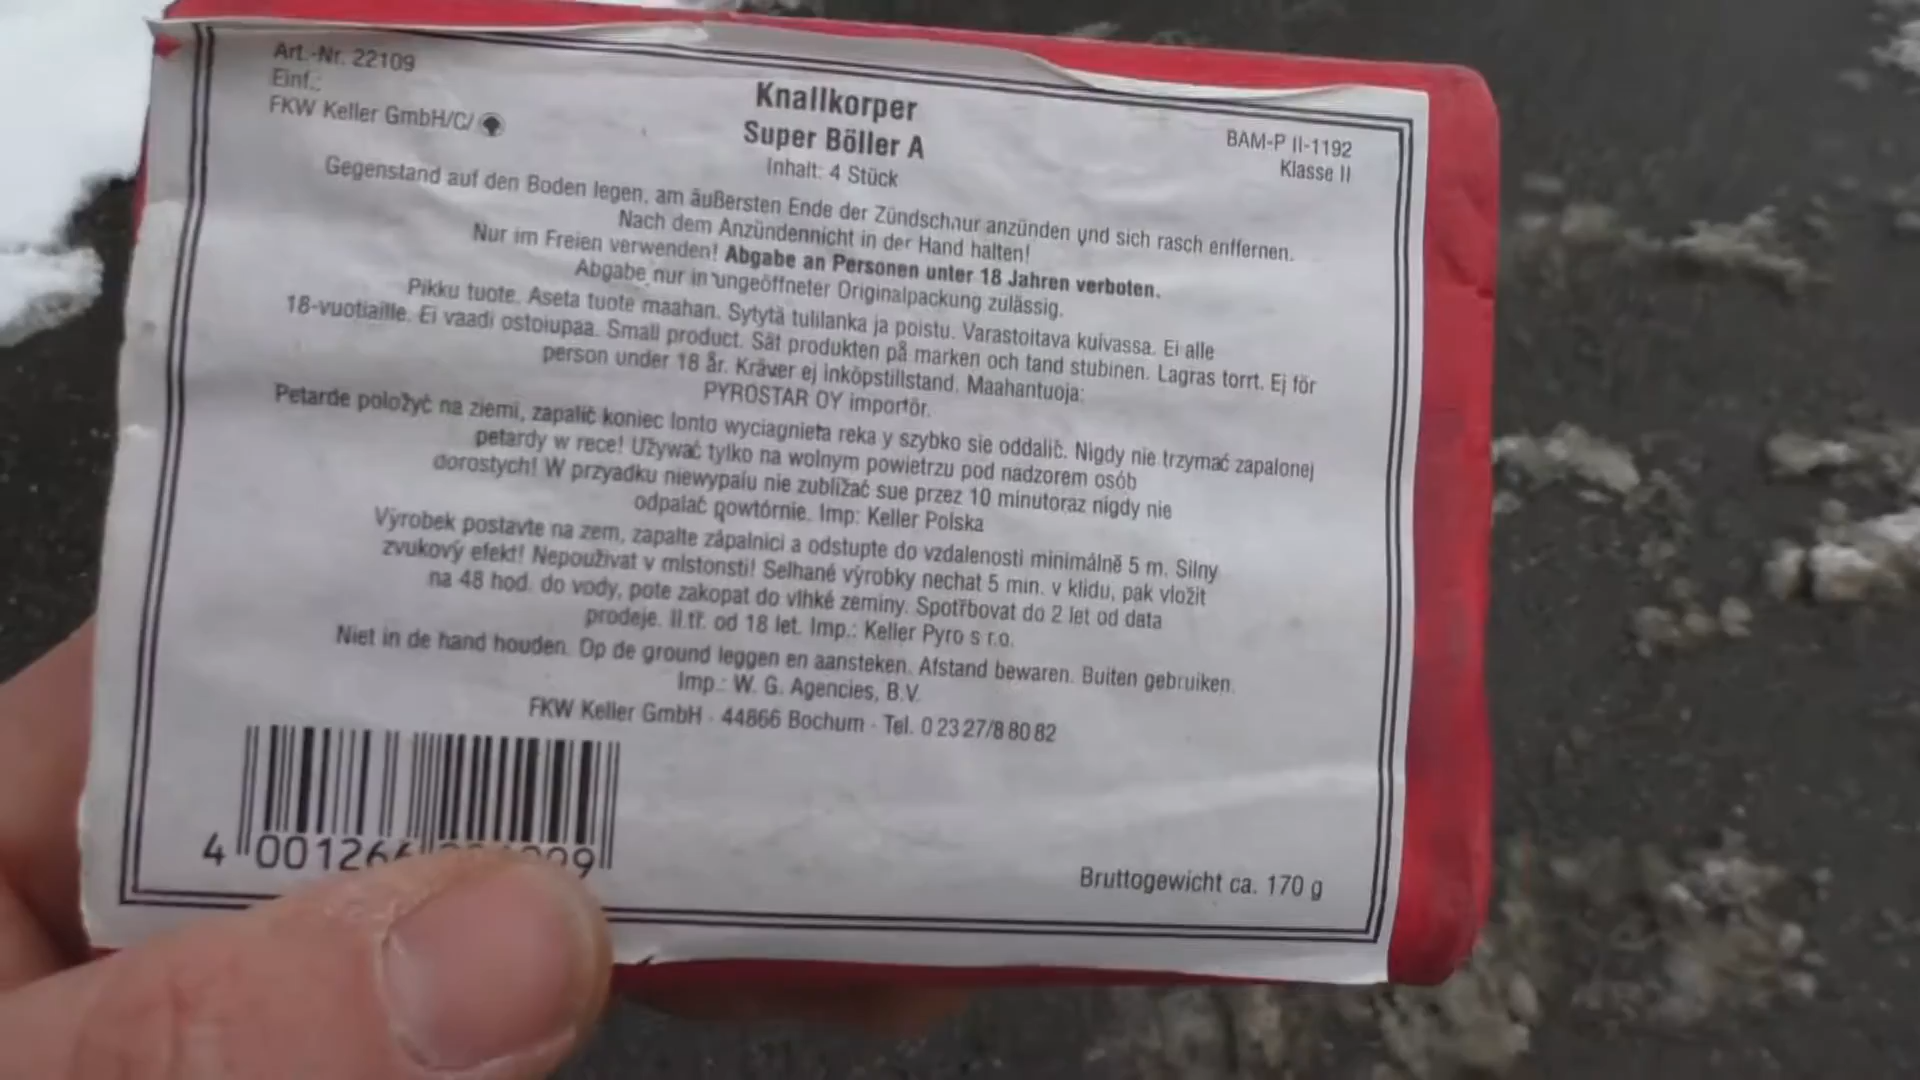 Art.-Nr. 22109
Einf.:
FKW Keller GmbH/C/
Knallkorper
Super Böller A
Inhalt: 4 Stück
BAM-P II-1192
Klasse II
Gegenstand auf den Boden legen, am äußersten Ende der Zündschaur anzünden ynd sich rasch enffernen.
Nach dem Anzündennicht in der Hand halten!
Nur im Freien verwenden! Abgabe an Personen unter 18 Jahren verboten.
Abgabe nur in ungeöffneter Originalpackung zulässig.
Pikku tuote. Aseta tuote maahan. Sytytä tulilanka ja poistu. Varastoitava kuivassa. Ei alle
18-vuotiaille. Ei vaadi ostoiupaa. Small product. Sät produkten på marken och tand stubinen. Lagras torrt. Ej för
person under 18 år. Kräver ej inköpstillstand. Maahantuoja:
PYROSTAR OY importör.
Petarde położyć na ziemi, zapalić koniec lonto wyciagnieta reka y szybko sie oddalić. Nigdy nie trzymać zapalonej
petardy w rece! Używać tylko na wolnym powietrzu pod nadzorem osób
dorostych! W przyadku niewypalu nie zubliżać sue przez 10 minutoraz nigdy nie
odpalać powtórnie. Imp: Keller Polska
Výrobek postavte na zem, zapalte zápalnici a odstupte do vzdalenosti minimálně 5 m. Silny
zvukový efekt! Nepouživat v mistonsti! Selhané výrobky nechat 5 min. v klidu, pak vložit
na 48 hod. do vody, pote zakopat do vlhké zeminy. Spotřbovat do 2 let od data
prodeje. II.tř. od 18 let. Imp.: Keller Pyro s r.o.
Niet in de hand houden. Op de ground leggen en aansteken. Afstand bewaren. Buiten gebruiken.
Imp.: W. G. Agencies, B.V.
FKW Keller GmbH - 44866 Bochum - Tel. 0 23 27/8 80 82
4 001266
Bruttogewicht ca. 170 g